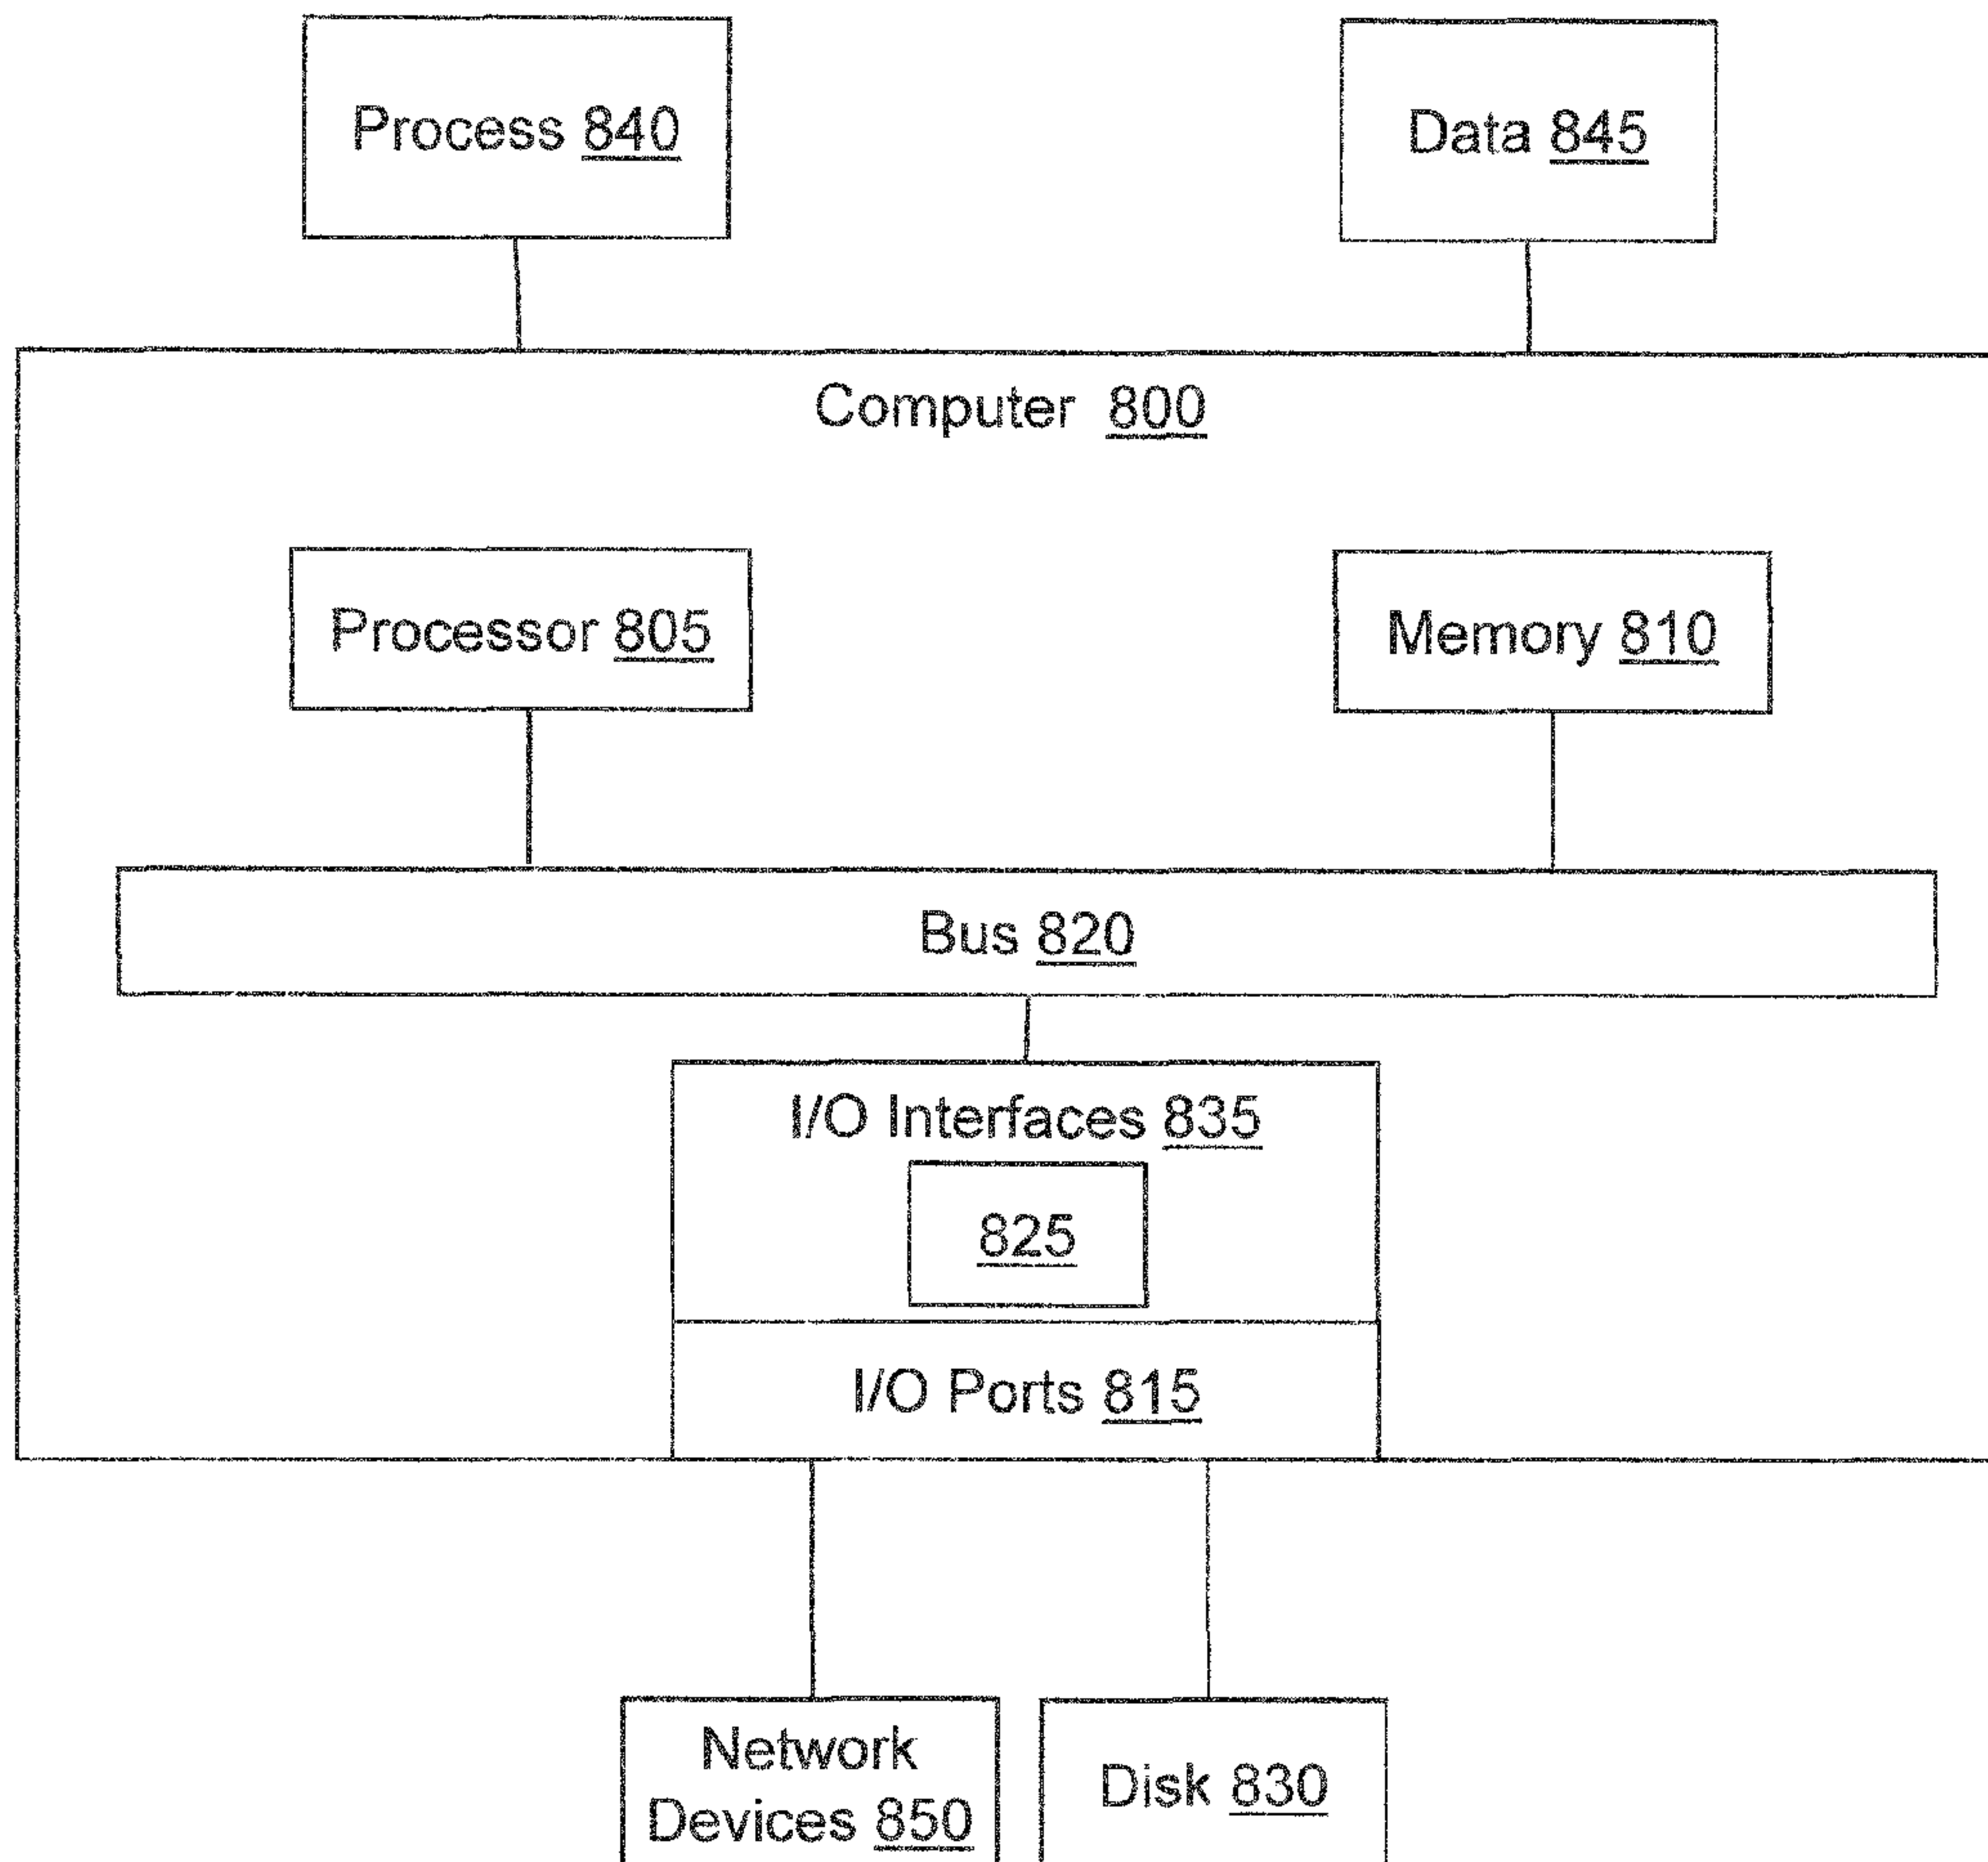 Process 840
Data 845
Computer 800
Processor 805
Memory 810
Bus 820
I/O Interfaces 835
825
I/O Ports 815
Network
Devices 850
Disk 830